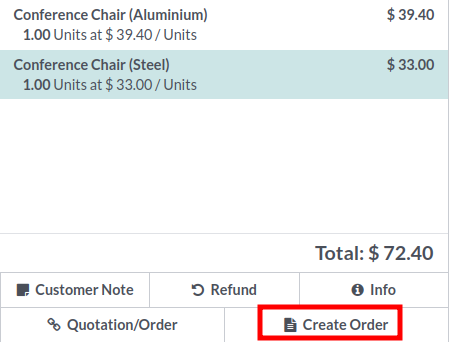 Conference Chair (Aluminium) $ 39.40
1.00 Units at $ 39.40 / Units
Conference Chair (Steel) $ 33.00
1.00 Units at $ 33.00 / Units
Total: $ 72.40
Customer Note Refund Info
Quotation/Order Create Order